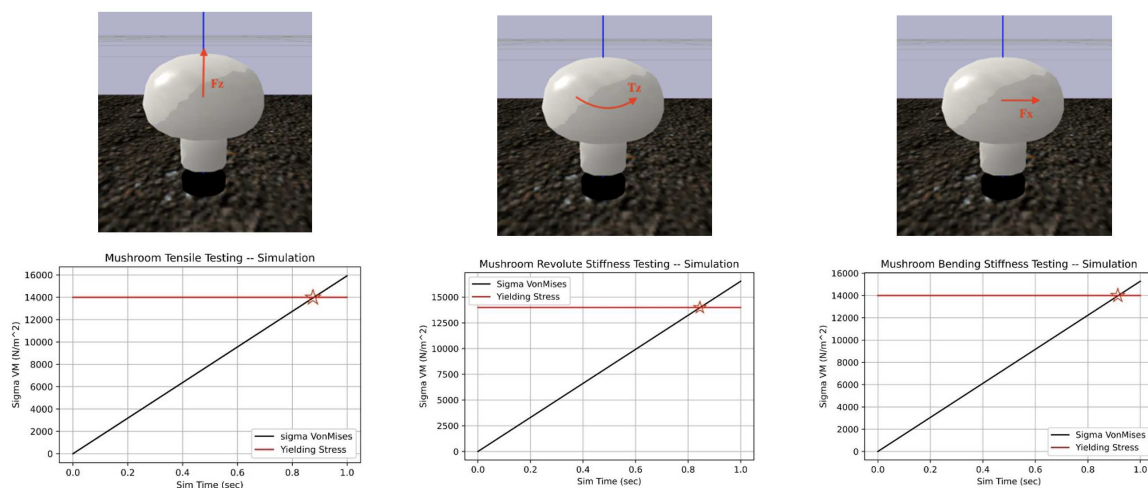 Fz
Tz
Fx
Mushroom Tensile Testing -- Simulation
16000
14000
12000
10000
8000
6000
4000
2000
0
Sigma VM (N/m^2)
sigma VonMises
Yielding Stress
0.0 0.2 0.4 0.6 0.8 1.0
Sim Time (sec)
Mushroom Revolute Stiffness Testing -- Simulation
Sigma VonMises
Yielding Stress
15000
12500
10000
7500
5000
2500
0
Sigma VM (N/m^2)
0.0 0.2 0.4 0.6 0.8 1.0
Sim Time (sec)
Mushroom Bending Stiffness Testing -- Simulation
16000
14000
12000
10000
8000
6000
4000
2000
0
Sigma VM (N/m^2)
Sigma VonMises
Yielding Stress
0.0 0.2 0.4 0.6 0.8 1.0
Sim Time (sec)